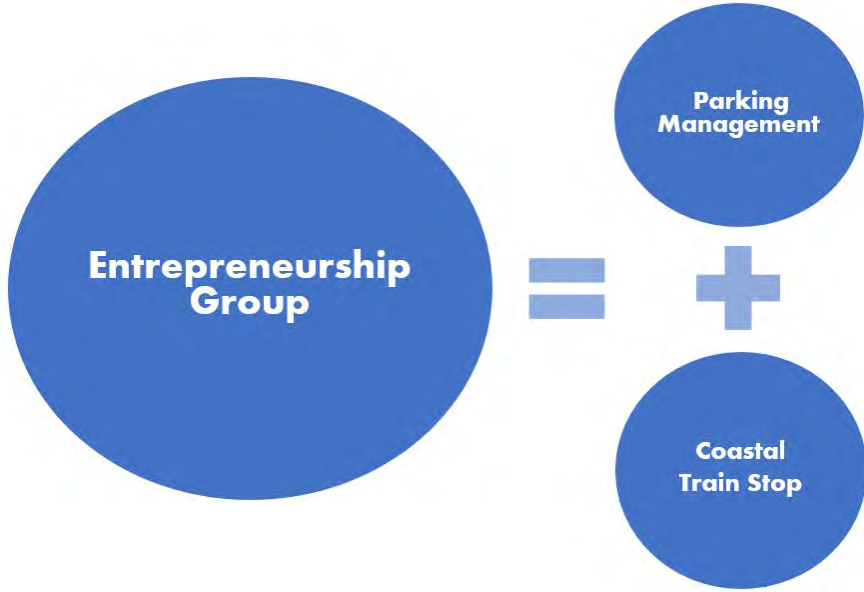 Entrepreneurship
Group
Parking
Management
Coastal
Train Stop